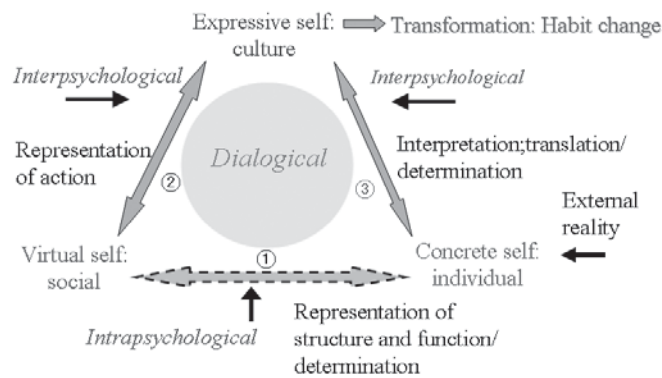 Expressive self: Transformation: Habit change
culture
Interpsychological
Interpsychological
Dialogical
Representation
of action
Interpretation;translation/
determination
②
③
External
reality
Virtual self:
social
①
Concrete self:
individual
Intrapsychological
Representation of
structure and function/
determination